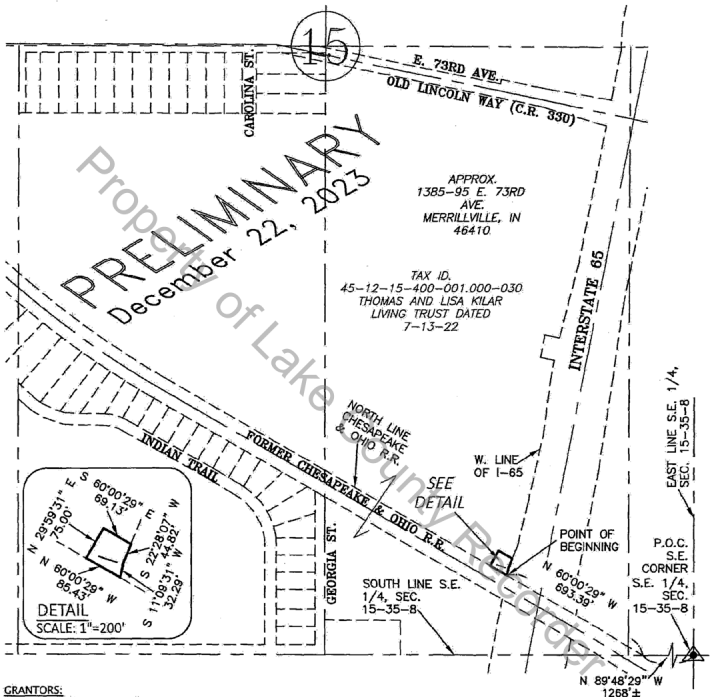 15
CAROLINA ST.
E. 73RD AVE.
OLD LINCOLN WAY (C.R. 330)
PRELIMINARY
December 22, 2023
Property of Lake County Recorder
APPROX.
1385-95 E. 73RD
AVE.
MERRILLVILLE, IN
46410
TAX ID.
45-12-15-400-001.000-030
THOMAS AND LISA KILAR
LIVING TRUST DATED
7-13-22
INTERSTATE 65
NORTH LINE
CHESAPEAKE
& OHIO R.R.
FORMER CHESAPEAKE & OHIO R.R.
INDIAN TRAIL
W. LINE
OF I-65
SEE
DETAIL
EAST LINE S.E. 1/4,
SEC. 15-35-8
POINT OF
BEGINNING
P.O.C.
S.E.
CORNER
S.E. 1/4,
SEC.
15-35-8
N 60°00'29" W
693.39'
GEORGIA ST.
SOUTH LINE S.E.
1/4, SEC.
15-35-8
N 89°48'29" W
1268'±
S 60°00'29" E
69.13'
N 29°59'31" E
75.00'
S 22°28'07" W
44.82'
N 60°00'29" W
86.43'
S 11°09'31" W
32.29'
DETAIL
SCALE: 1"=200'
GRANTORS: